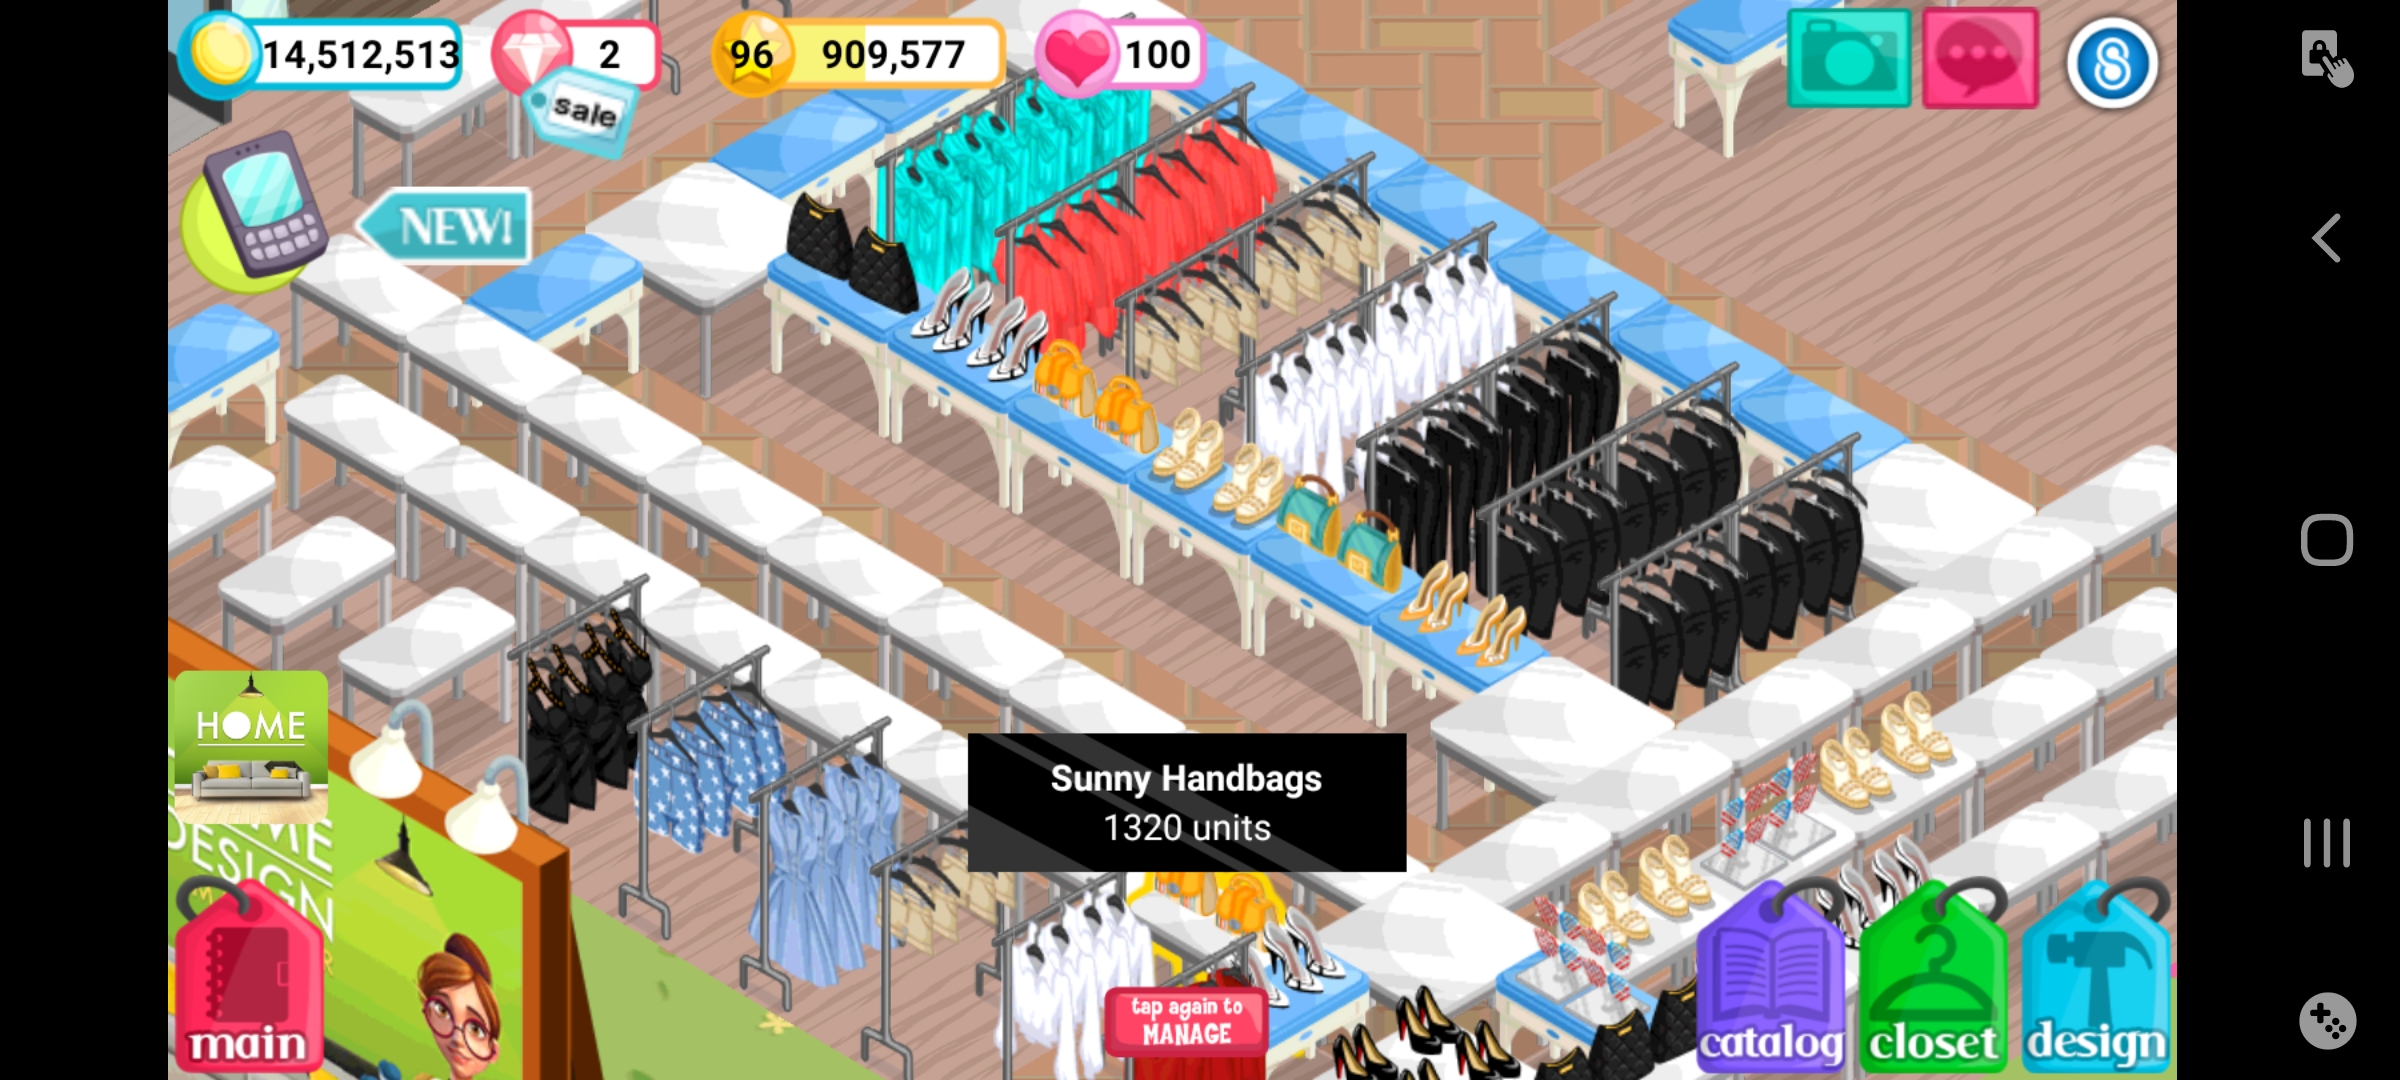 14,512,513
2
96
909,577
100
sale
NEW!
HOME
ME
DESIGN
Sunny Handbags
1320 units
tap again to
MANAGE
main
catalog
closet
design